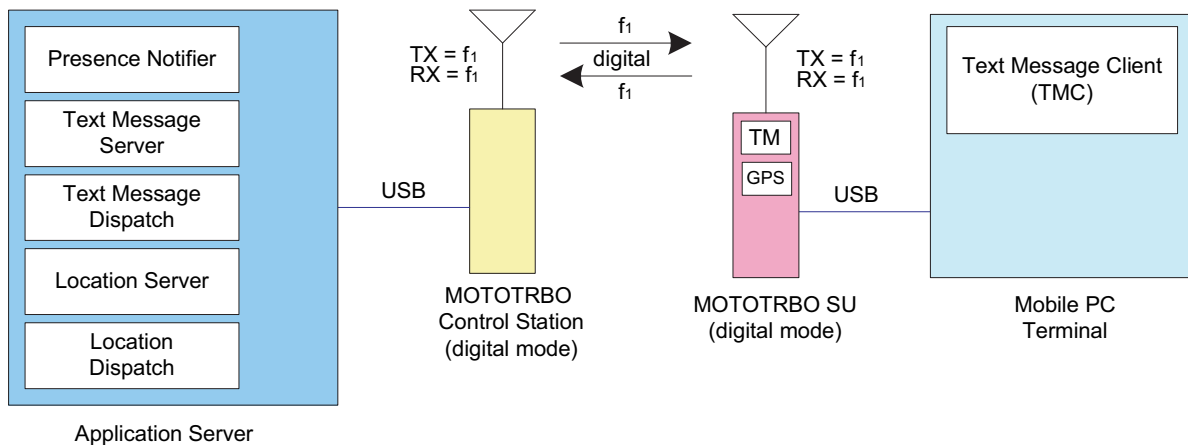 Presence Notifier
Text Message
Server
Text Message
Dispatch
Location Server
Location
Dispatch
Application Server
USB
TX = f₁
RX = f₁
MOTOTRBO
Control Station
(digital mode)
f₁
digital
f₁
TX = f₁
RX = f₁
TM
GPS
MOTOTRBO SU
(digital mode)
USB
Text Message Client
(TMC)
Mobile PC
Terminal